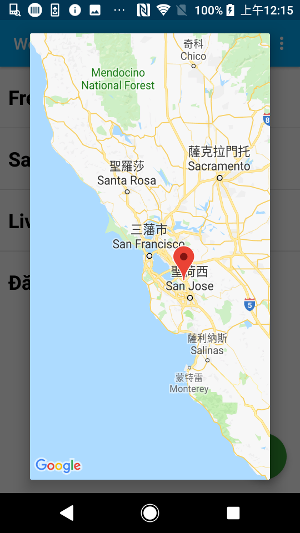 100% 上午12:15
W
Fre
Sa
Liv
Đă
奇科
Chico
Mendocino
National Forest
聖羅莎
Santa Rosa
薩克拉門托
Sacramento
三藩市
San Francisco
聖荷西
San Jose
5
薩利納斯
Salinas
蒙特雷
Monterey
Google